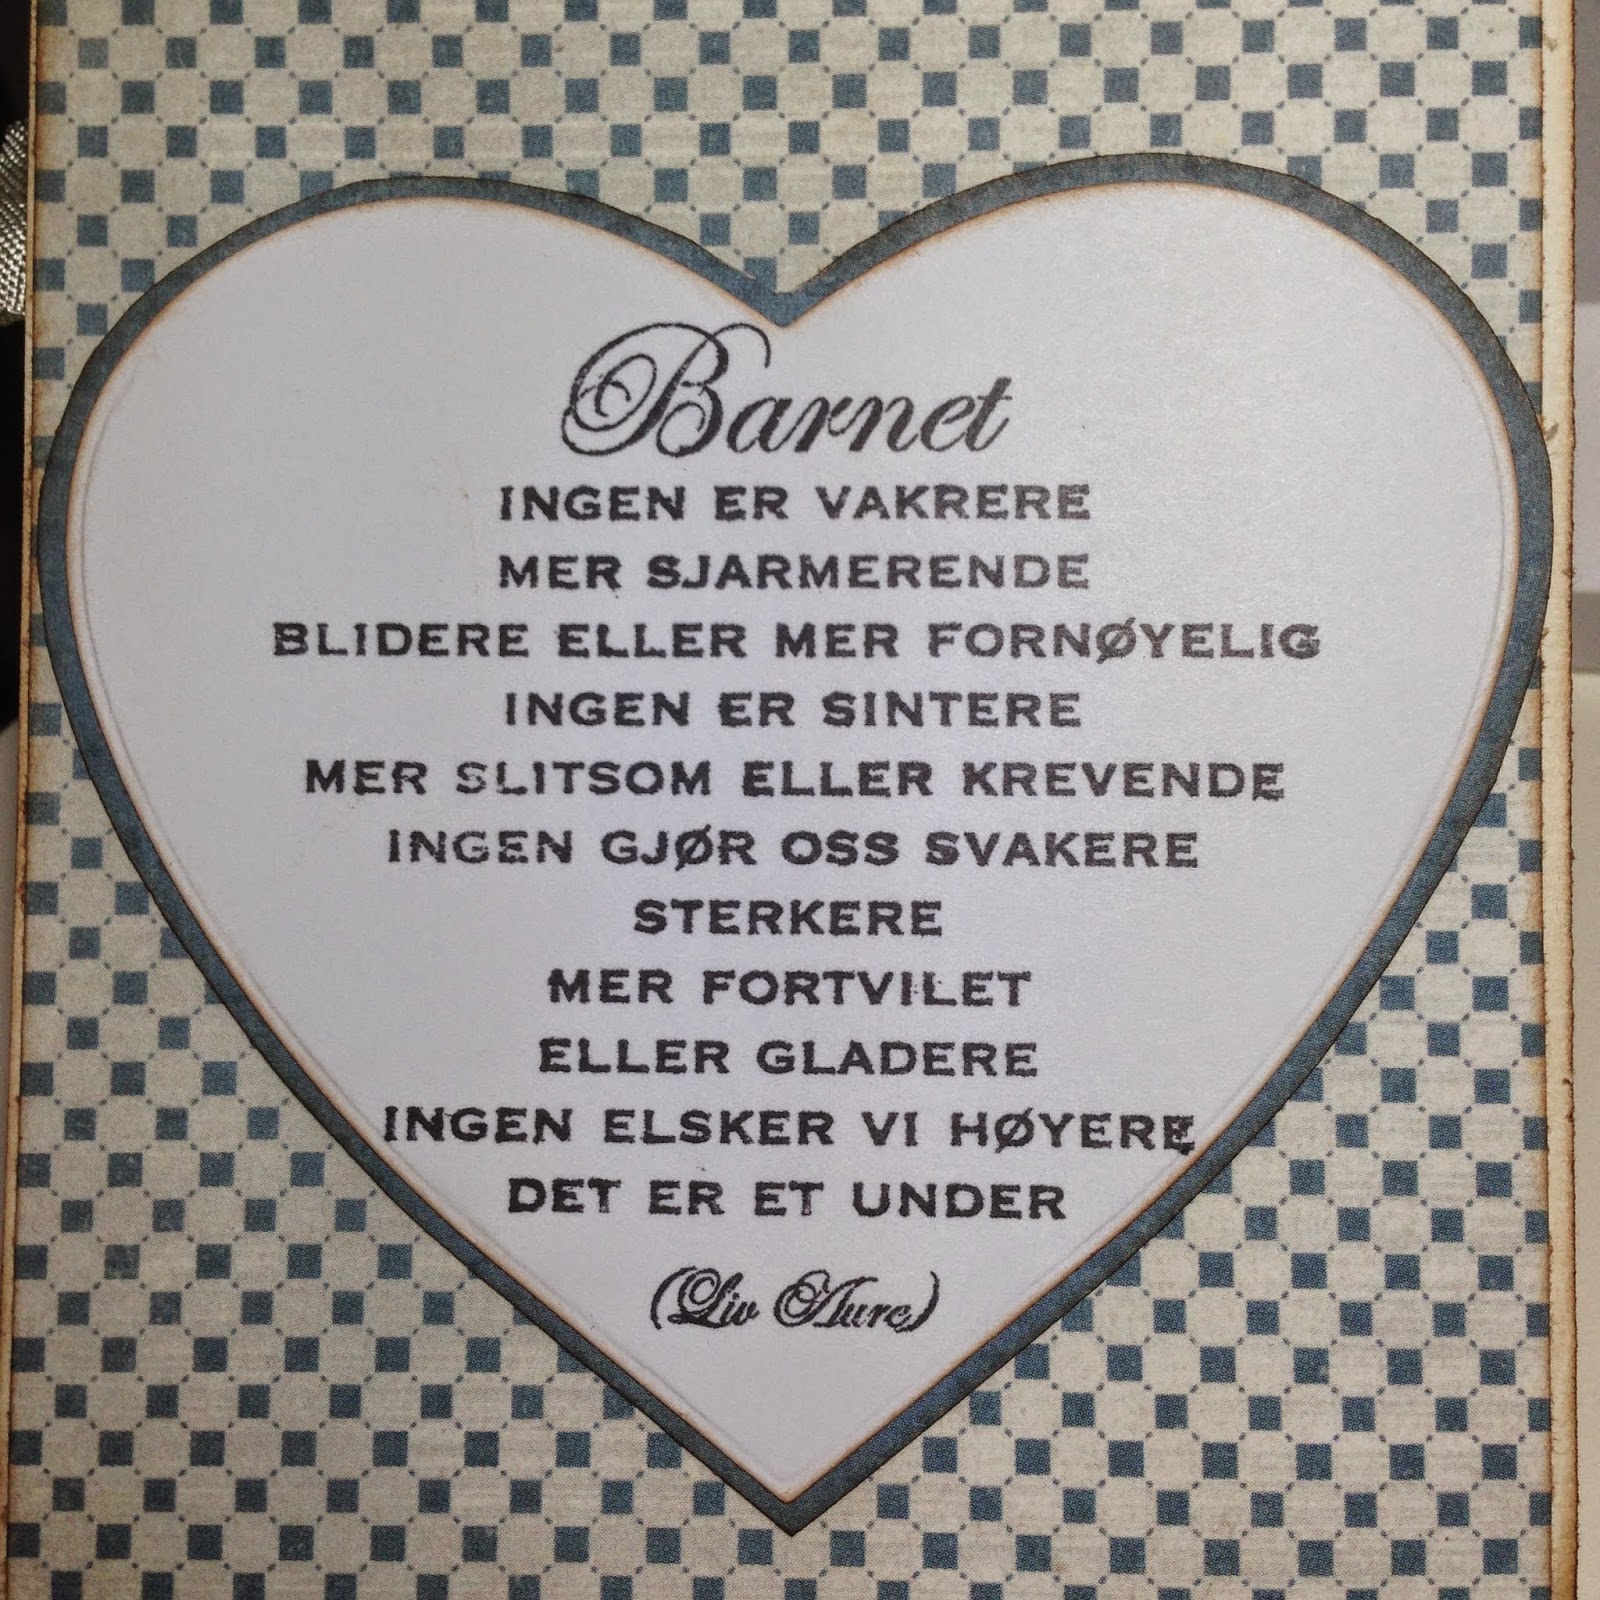 Barnet
INGEN ER VAKRERE
MER SJARMERENDE
BLIDERE ELLER MER FORNØYELIG
INGEN ER SINTERE
MER SLITSOM ELLER KREVENDE
INGEN GJØR OSS SVAKERE
STERKERE
MER FORTVILET
ELLER GLADERE
INGEN ELSKER VI HØYERE
DET ER ET UNDER
(Liv Aure)